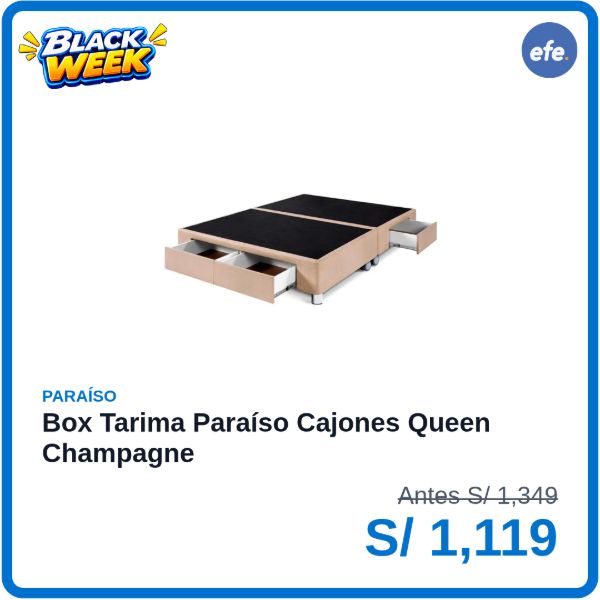 BLACK
WEEK
efe.
PARAÍSO
Box Tarima Paraíso Cajones Queen
Champagne
Antes S/ 1,349
S/ 1,119